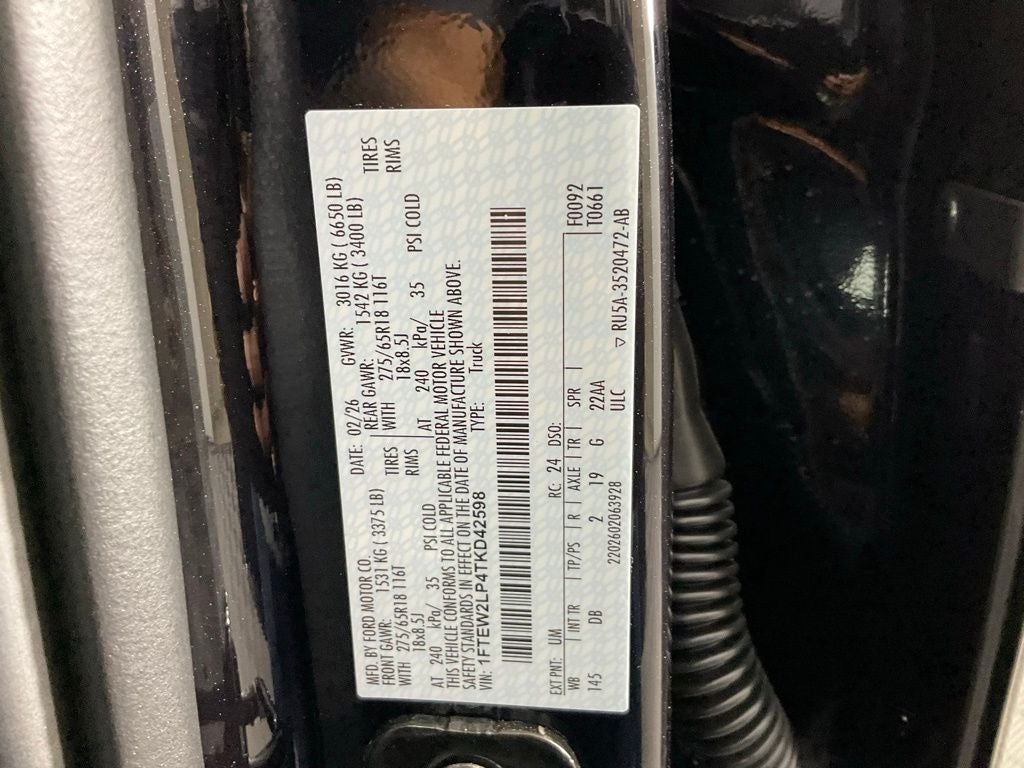 MFD. BY FORD MOTOR CO.
DATE: 02/26 GVWR: 3016 KG ( 6650 LB)
FRONT GAWR: 1531 KG ( 3375 LB) REAR GAWR: 1542 KG ( 3400 LB)
WITH 275/65R18 116T TIRES WITH 275/65R18 116T TIRES
18x8.5J RIMS 18x8.5J RIMS
AT 240 kPa/ 35 PSI COLD AT 240 kPa/ 35 PSI COLD
THIS VEHICLE CONFORMS TO ALL APPLICABLE FEDERAL MOTOR VEHICLE
SAFETY STANDARDS IN EFFECT ON THE DATE OF MANUFACTURE SHOWN ABOVE.
VIN: 1FTEW2LP4TKD42598 TYPE: Truck
EXT PNT: UM RC: 24 DSO: F0092
WB INT TR TP/PS R AXLE TR SPR T0661
145 DB 2 19 G 22AA
2202602063928 ULC
▽ RU5A-3520472-AB